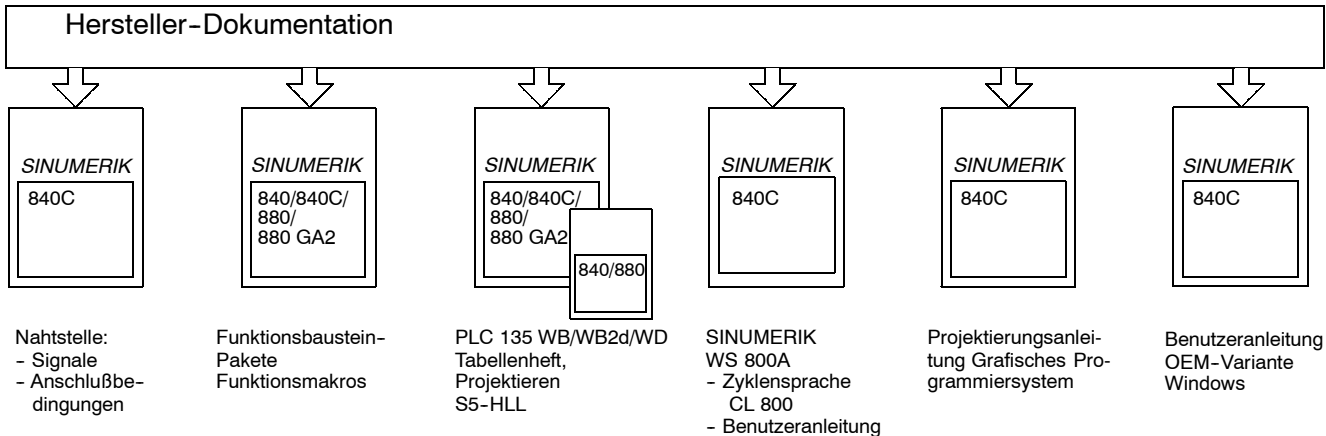 Hersteller-Dokumentation
SINUMERIK
840C
Nahtstelle:
- Signale
- Anschlußbe-
dingungen
SINUMERIK
840/840C/
880/
880 GA2
Funktionsbaustein-
Pakete
Funktionsmakros
SINUMERIK
840/840C/
880/
880 GA2
840/880
PLC 135 WB/WB2d/WD
Tabellenheft,
Projektieren
S5-HLL
SINUMERIK
840C
SINUMERIK
WS 800A
- Zyklensprache
CL 800
- Benutzeranleitung
SINUMERIK
840C
Projektierungsanlei-
tung Grafisches Pro-
grammiersystem
SINUMERIK
840C
Benutzeranleitung
OEM-Variante
Windows